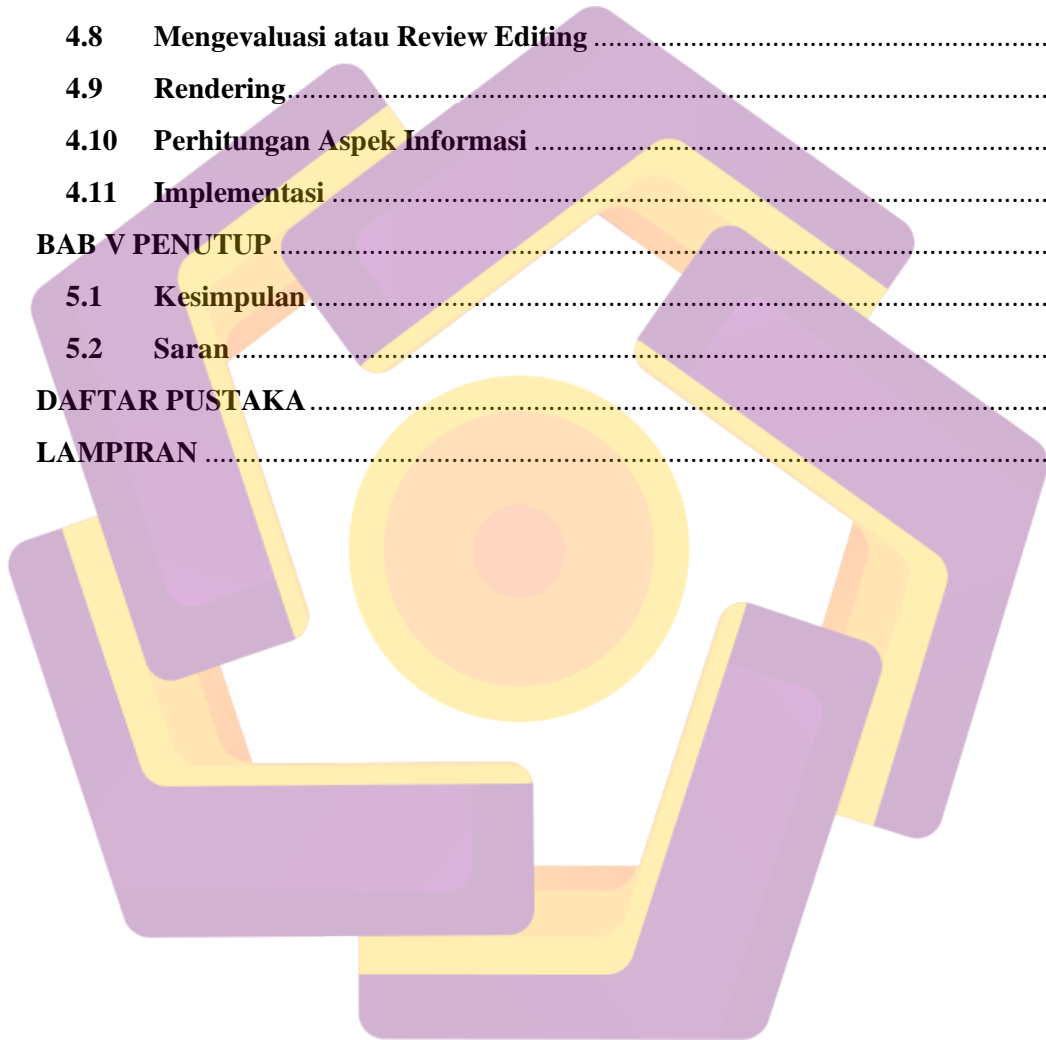 4.8 Mengevaluasi atau Review Editing ................................................................
4.9 Rendering................................................................
4.10 Perhitungan Aspek Informasi ................................................................
4.11 Implementasi ................................................................
BAB V PENUTUP................................................................
5.1 Kesimpulan ................................................................
5.2 Saran ................................................................
DAFTAR PUSTAKA ................................................................
LAMPIRAN ................................................................